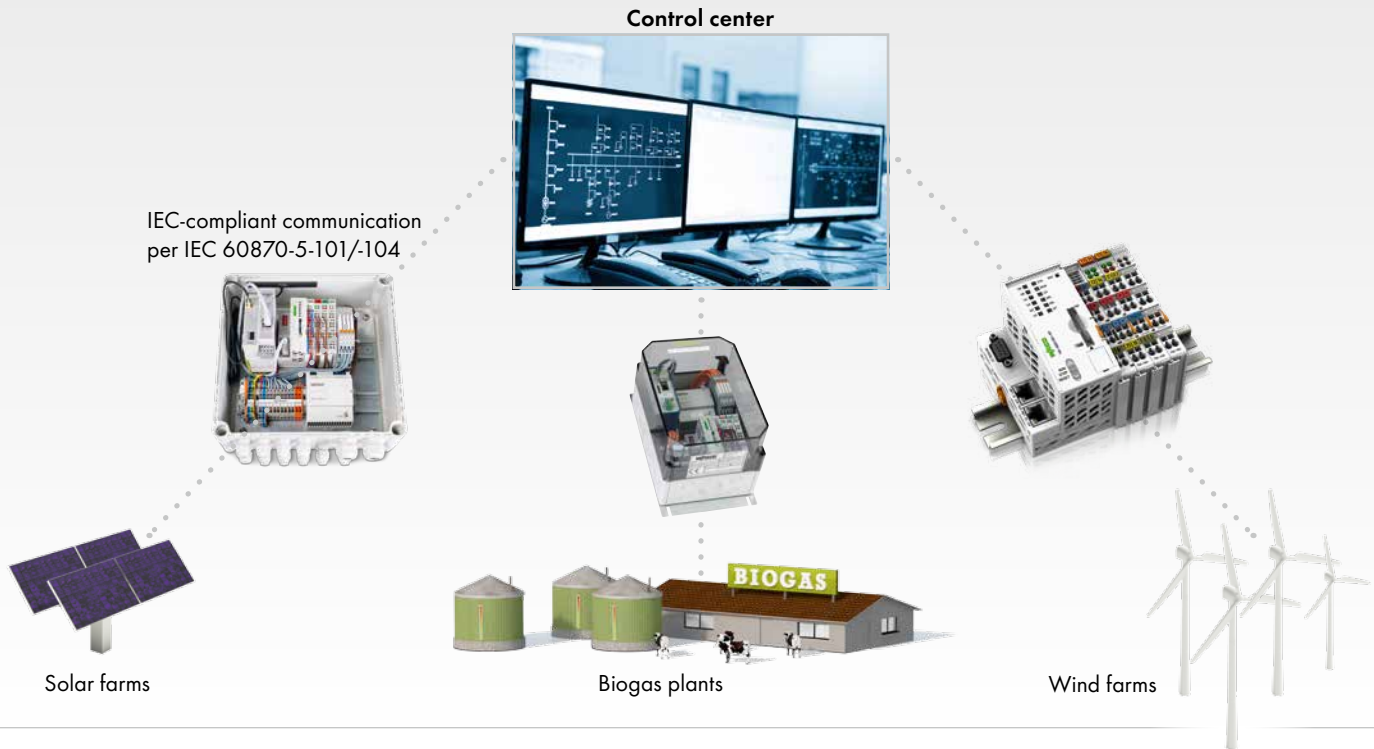 Control center
IEC-compliant communication
per IEC 60870-5-101/-104
BIOGAS
Solar farms
Biogas plants
Wind farms